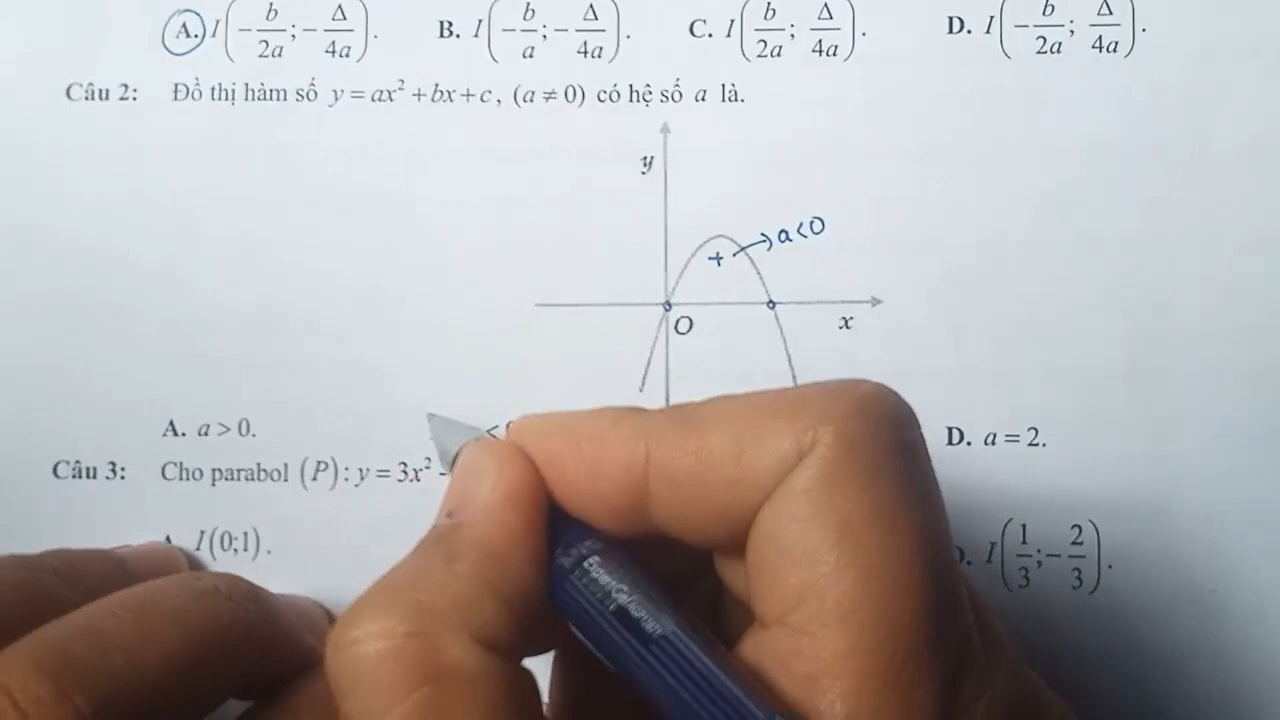 A. I(-b/2a; -Δ/4a). B. I(-b/a; -Δ/4a). C. I(b/2a; Δ/4a). D. I(-b/2a; Δ/4a).
Câu 2: Đồ thị hàm số y = ax² + bx + c, (a ≠ 0) có hệ số a là.
y
+ → a<0
O x
A. a > 0. < D. a = 2.
Câu 3: Cho parabol (P): y = 3x² -
I(0;1). I(1/3; -2/3).